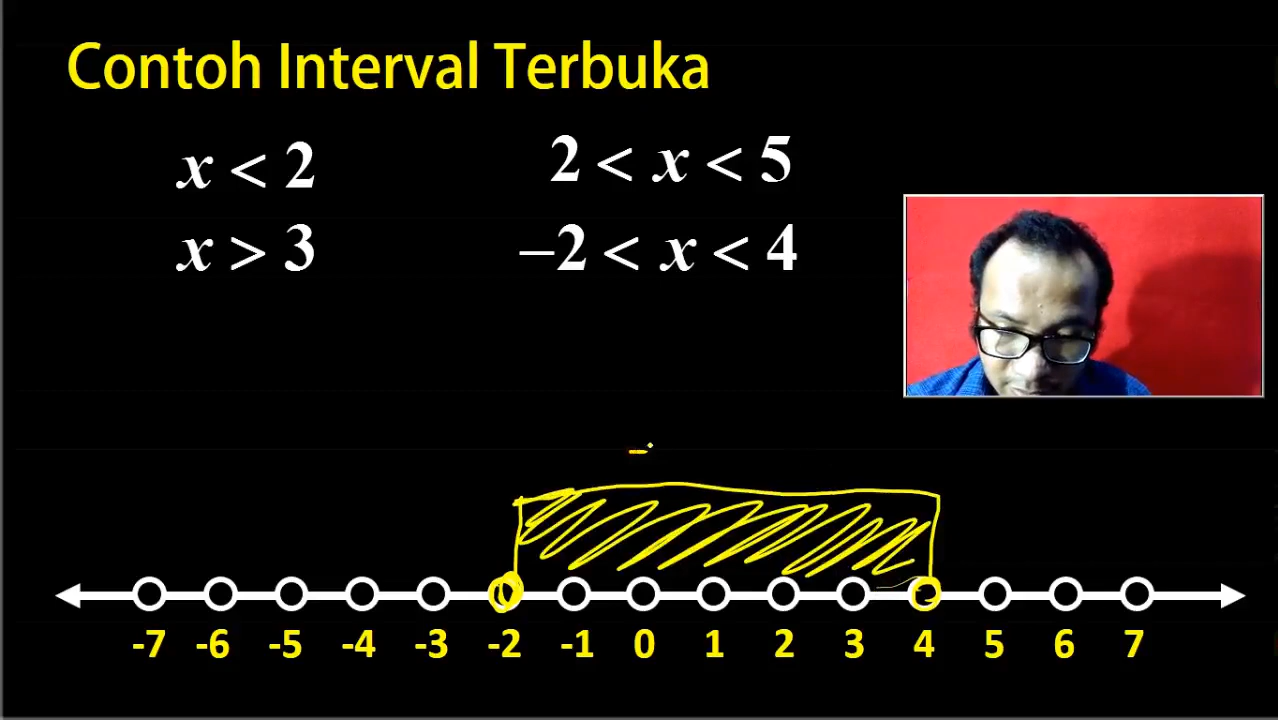 Contoh Interval Terbuka
x < 2
2 < x < 5
x > 3
–2 < x < 4
-7 -6 -5 -4 -3 -2 -1 0 1 2 3 4 5 6 7